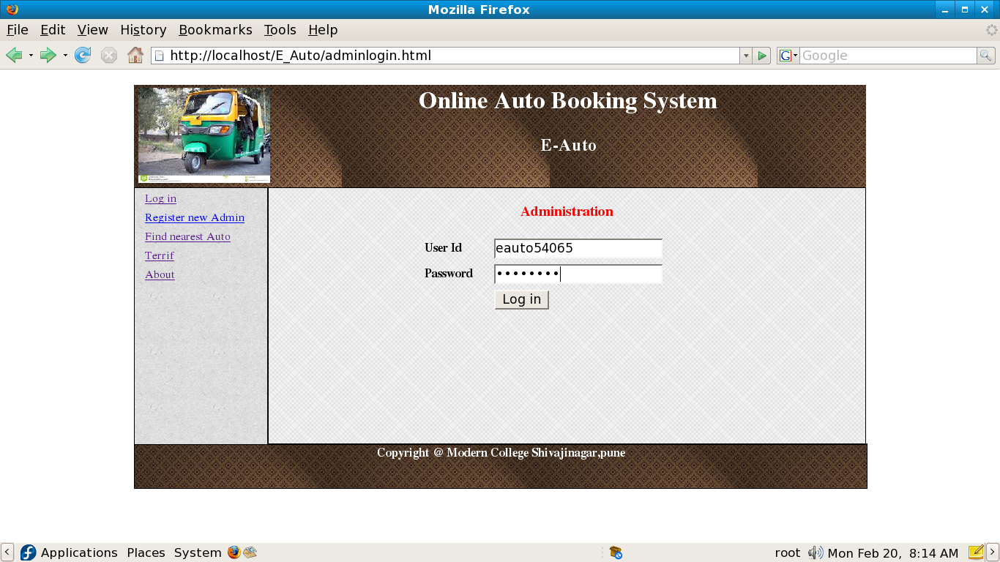 Mozilla Firefox
File Edit View History Bookmarks Tools Help
http://localhost/E_Auto/adminlogin.html
G Google
Online Auto Booking System
E-Auto
Log in
Register new Admin
Find nearest Auto
Terrif
About
Administration
User Id eauto54065
Password ••••••••
Log in
Copyright @ Modern College Shivajinagar,pune
Applications Places System root Mon Feb 20, 8:14 AM